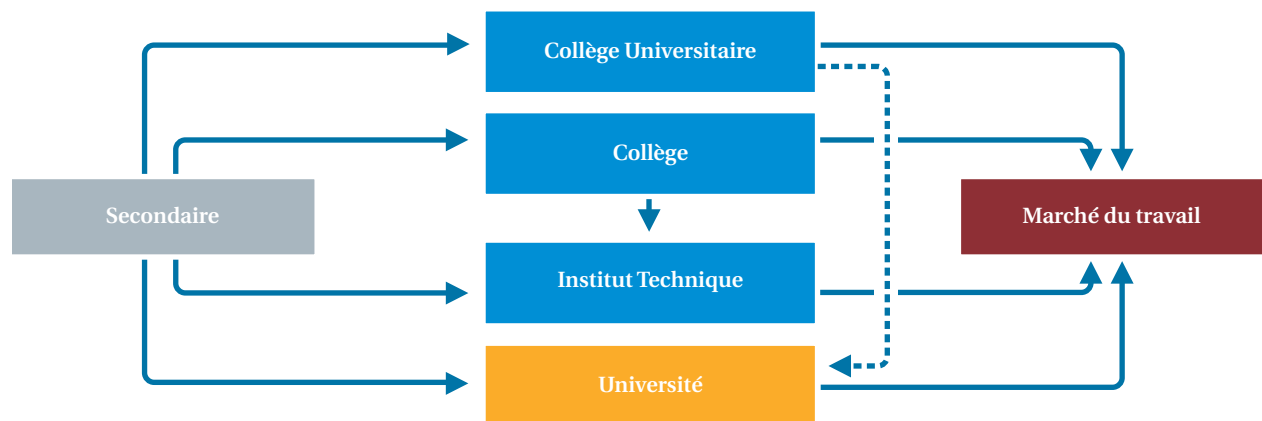 Collège Universitaire
Collège
Secondaire
Marché du travail
Institut Technique
Université